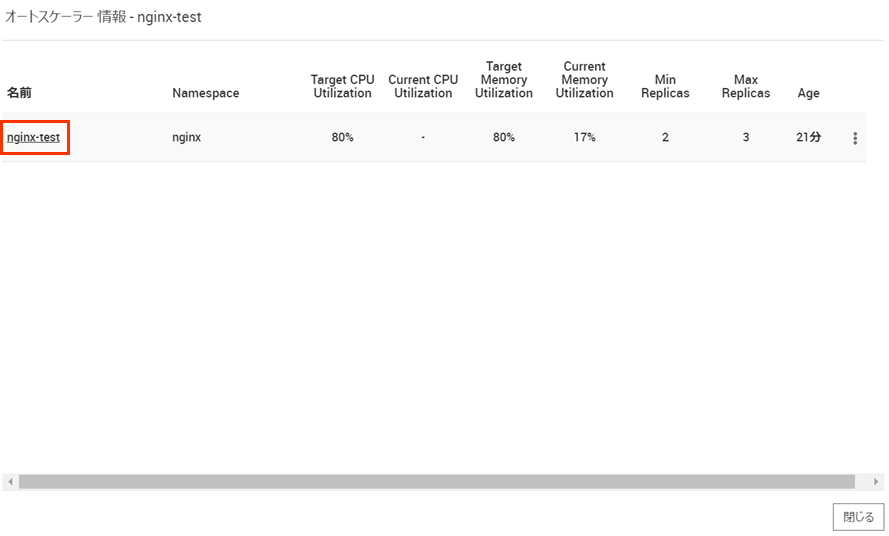 オートスケーラー 情報 - nginx-test
名前 Namespace Target CPU Utilization Current CPU Utilization Target Memory Utilization Current Memory Utilization Min Replicas Max Replicas Age
nginx-test nginx 80% - 80% 17% 2 3 21分
閉じる